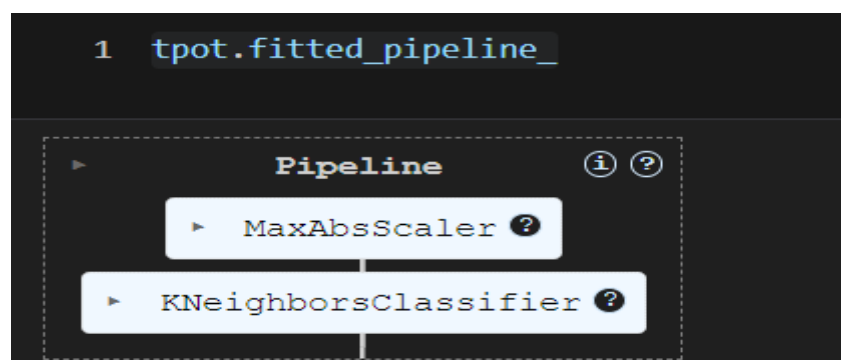 1 tpot.fitted_pipeline_
▸ Pipeline i ?
▸ MaxAbsScaler ?
▸ KNeighborsClassifier ?